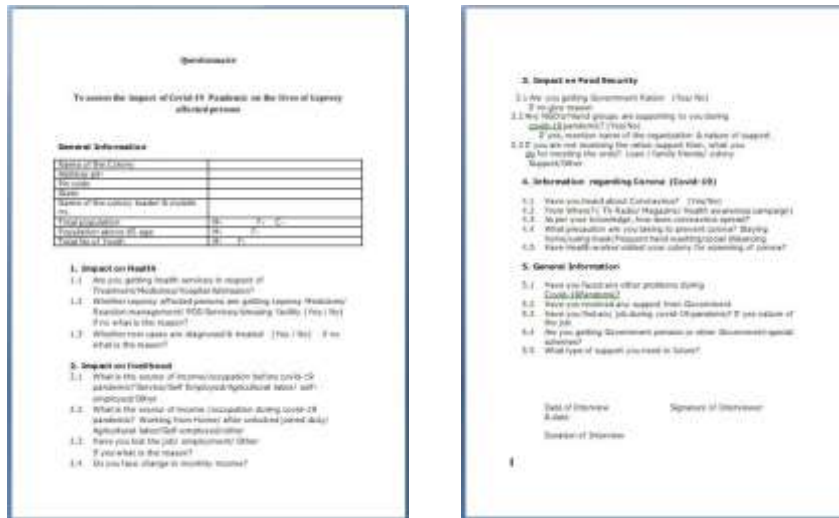 Questionnaire
To assess the impact of Covid-19 Pandemic on the lives of Leprosy
affected persons
General Information
Name of the Colony
Address
Pin code
State
Name of the colony leader & mobile
no.
Total population M- F- C-
Population above 65 age M- F-
Total No of Youth M- F-
1. Impact on Health
1.1 Are you getting health services in respect of
Treatment/Medicines/Hospital Admission?
1.2 Whether Leprosy affected persons are getting Leprosy Medicines/
Reaction management/ POD Services/dressing facility (Yes / No)
If no what is the reason?
1.3 Whether new cases are diagnosed & treated (Yes / No) If no
what is the reason?
2. Impact on livelihood
2.1 What is the source of income/occupation before covid-19
pandemic? Service/Self Employed/Agricultural labor/ self-
employed/Other
2.2 What is the source of income /occupation during covid-19
pandemic? Working from Home/ after unlocked joined duty/
Agricultural labor/Self-employed/other
2.3 Have you lost the job/ employment/ Other
If you what is the reason?
2.4 Do you face change in monthly income?
3. Impact on Food Security
3.1 Are you getting Government Ration (Yes/ No)
If no give reason
3.2 Any NGO's/Hand groups are supporting to you during
covid-19 pandemic? (Yes/No)
If yes, mention name of the organization & nature of support
3.3 If you are not receiving the ration support then, what you
do for meeting the ends? Loan / family friends/ colony
Support/Other
4. Information regarding Corona (Covid-19)
4.1 Have you heard about Coronavirus? (Yes/No)
4.2 From Where? ( TV Radio/ Magazine/ Health awareness campaign)
4.3 As per your knowledge, how does coronavirus spread?
4.4 What precaution are you taking to prevent corona? Staying
home/using mask/frequent hand washing/social distancing
4.5 Have Health worker visited your colony for screening of corona?
5. General Information
5.1 Have you faced any other problems during
Covid-19 Pandemic?
5.2 Have you received any support from Government
5.3 Have you find any job during covid-19 pandemic? If yes nature of
the job
5.4 Are you getting Government pension or other Government special
schemes?
5.5 What type of support you need in future?
Date of Interview Signature of Interviewer
Duration of Interview